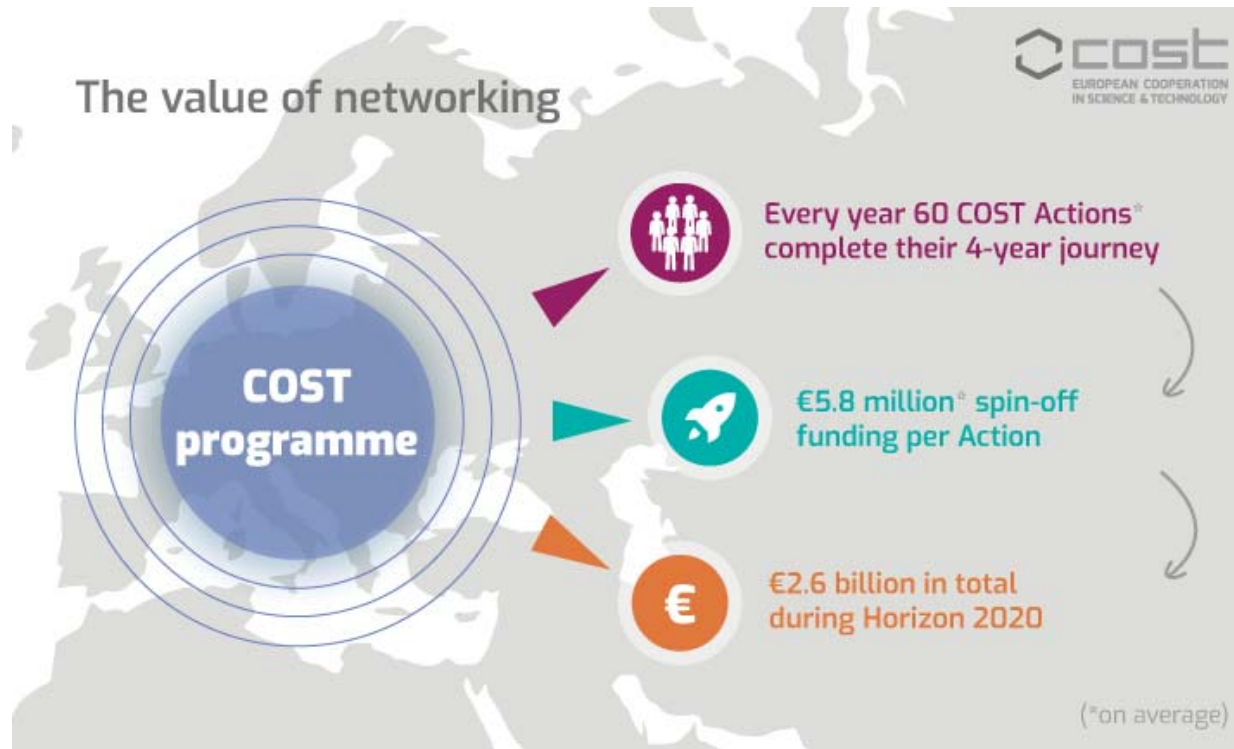 The value of networking
cost
EUROPEAN COOPERATION
IN SCIENCE & TECHNOLOGY
COST
programme
Every year 60 COST Actions*
complete their 4-year journey
€5.8 million* spin-off
funding per Action
€
€2.6 billion in total
during Horizon 2020
(*on average)